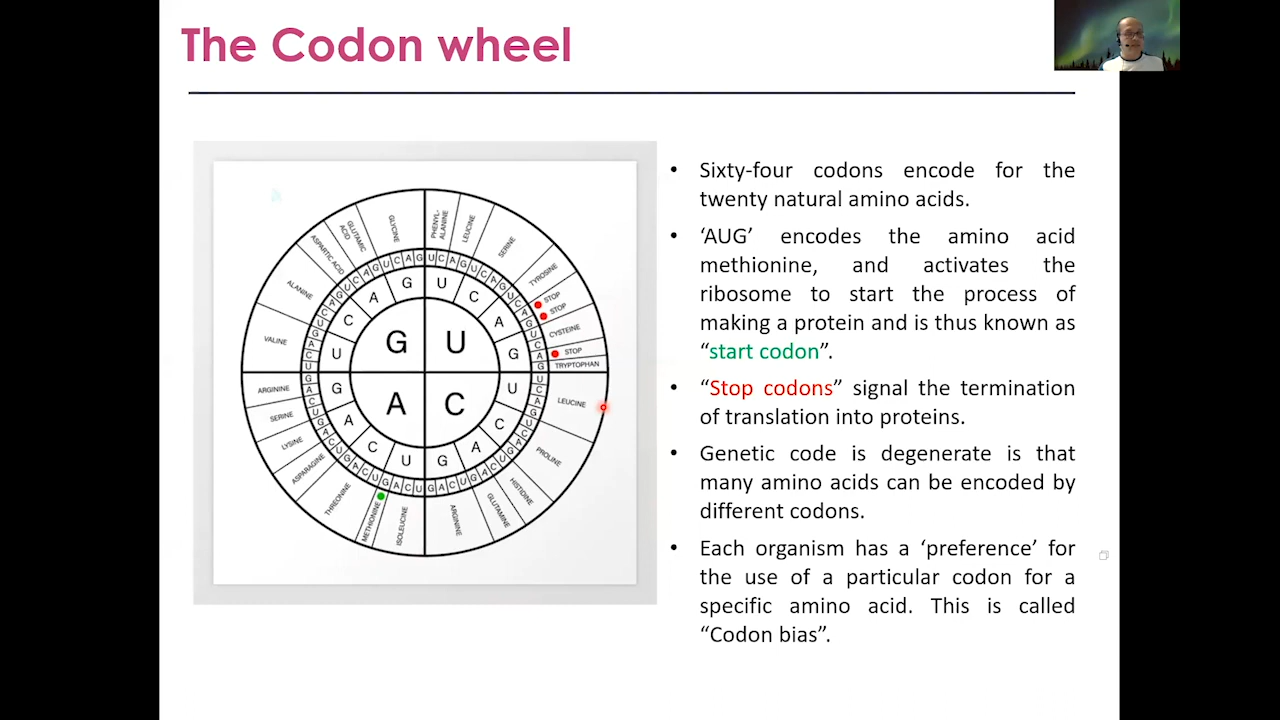 The Codon wheel
Sixty-four codons encode for the
twenty natural amino acids.
‘AUG’ encodes the amino acid
methionine, and activates the
ribosome to start the process of
making a protein and is thus known as
“start codon”.
“Stop codons” signal the termination
of translation into proteins.
Genetic code is degenerate is that
many amino acids can be encoded by
different codons.
Each organism has a ‘preference’ for
the use of a particular codon for a
specific amino acid. This is called
“Codon bias”.
G U
A C
U C A G
U C A G
U C A G
U C A G
PHENYL-
ALANINE
LEUCINE
SERINE
TYROSINE
STOP
STOP
CYSTEINE
STOP
TRYPTOPHAN
LEUCINE
PROLINE
HISTIDINE
GLUTAMINE
ARGININE
ISOLEUCINE
METHIONINE
THREONINE
ASPARAGINE
LYSINE
SERINE
ARGININE
VALINE
ALANINE
ASPARTIC ACID
GLUTAMIC
ACID
GLYCINE